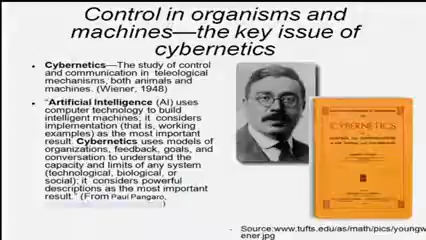 Control in organisms and
machines—the key issue of
cybernetics
• Cybernetics—The study of control
and communication in teleological
mechanisms, both animals and
machines. (Wiener, 1948)
• "Artificial Intelligence (AI) uses
computer technology to build
intelligent machines; it considers
implementation (that is, working
examples) as the most important
result. Cybernetics uses models of
organizations, feedback, goals, and
conversation to understand the
capacity and limits of any system
(technological, biological, or
social); it considers powerful
descriptions as the most important
result." (From Paul Pangaro,
)
CYBERNETICS
- Source:www.tufts.edu/as/math/pics/youngw
ener.jpg